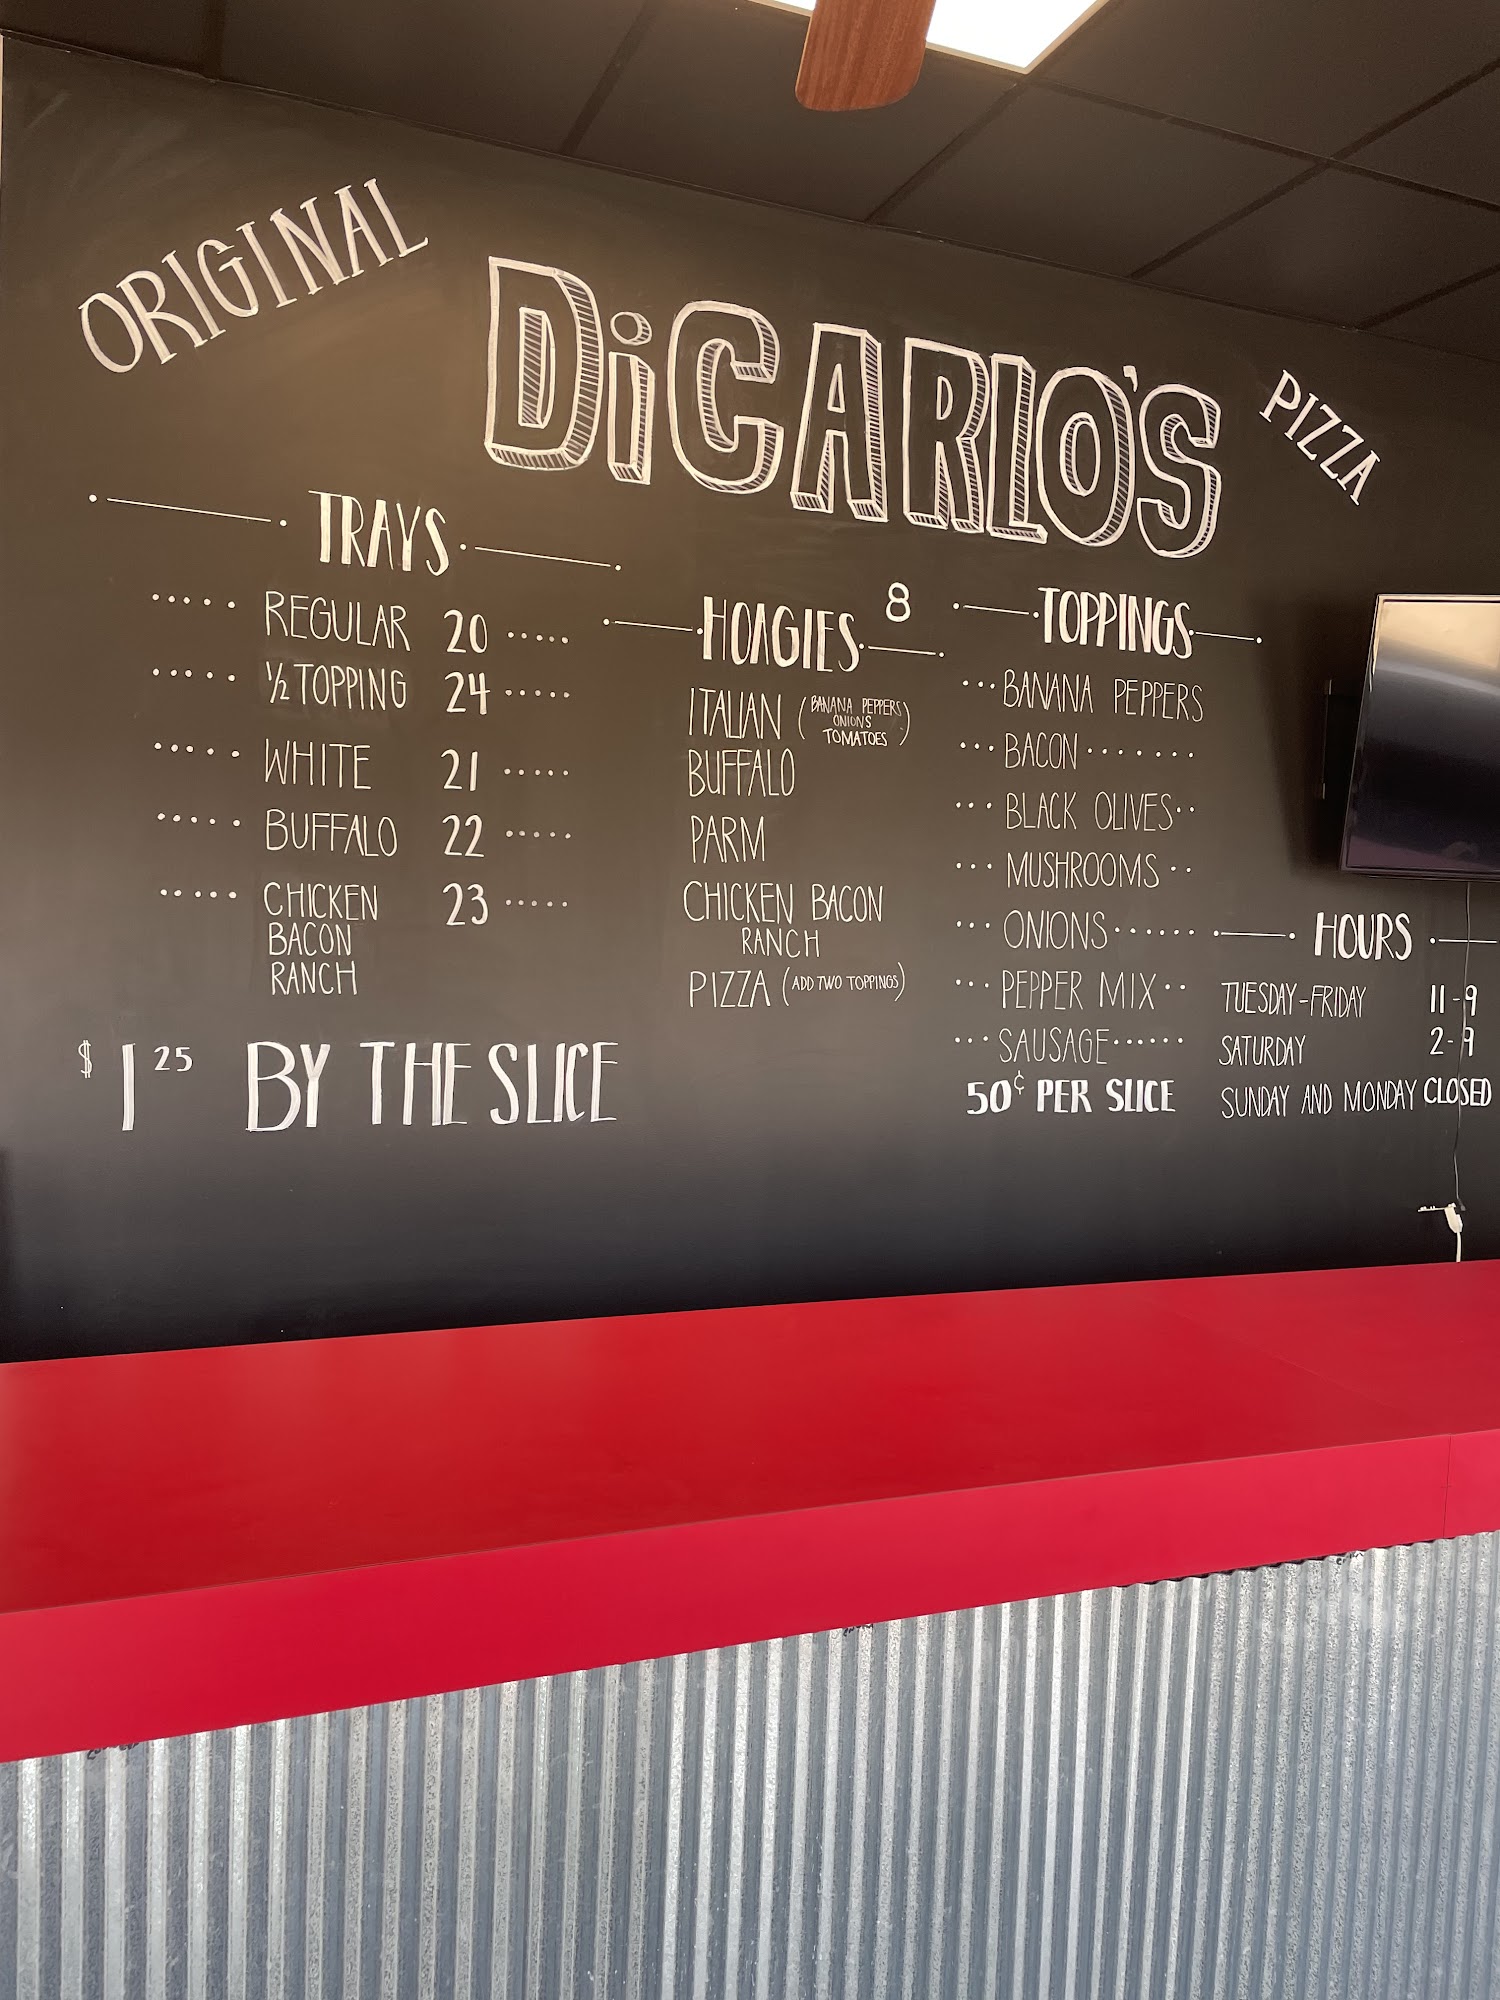 ORIGINAL
DiCARLO'S
PIZZA
TRAYS
REGULAR 20
½ TOPPING 24
WHITE 21
BUFFALO 22
CHICKEN 23
BACON
RANCH
$1 25 BY THE SLICE
HOAGIES 8
ITALIAN (BANANA PEPPERS
ONIONS
TOMATOES)
BUFFALO
PARM
CHICKEN BACON
RANCH
PIZZA (ADD TWO TOPPINGS)
TOPPINGS
BANANA PEPPERS
BACON
BLACK OLIVES
MUSHROOMS
ONIONS
PEPPER MIX
SAUSAGE
50¢ PER SLICE
HOURS
TUESDAY-FRIDAY 11-9
SATURDAY 2-9
SUNDAY AND MONDAY CLOSED